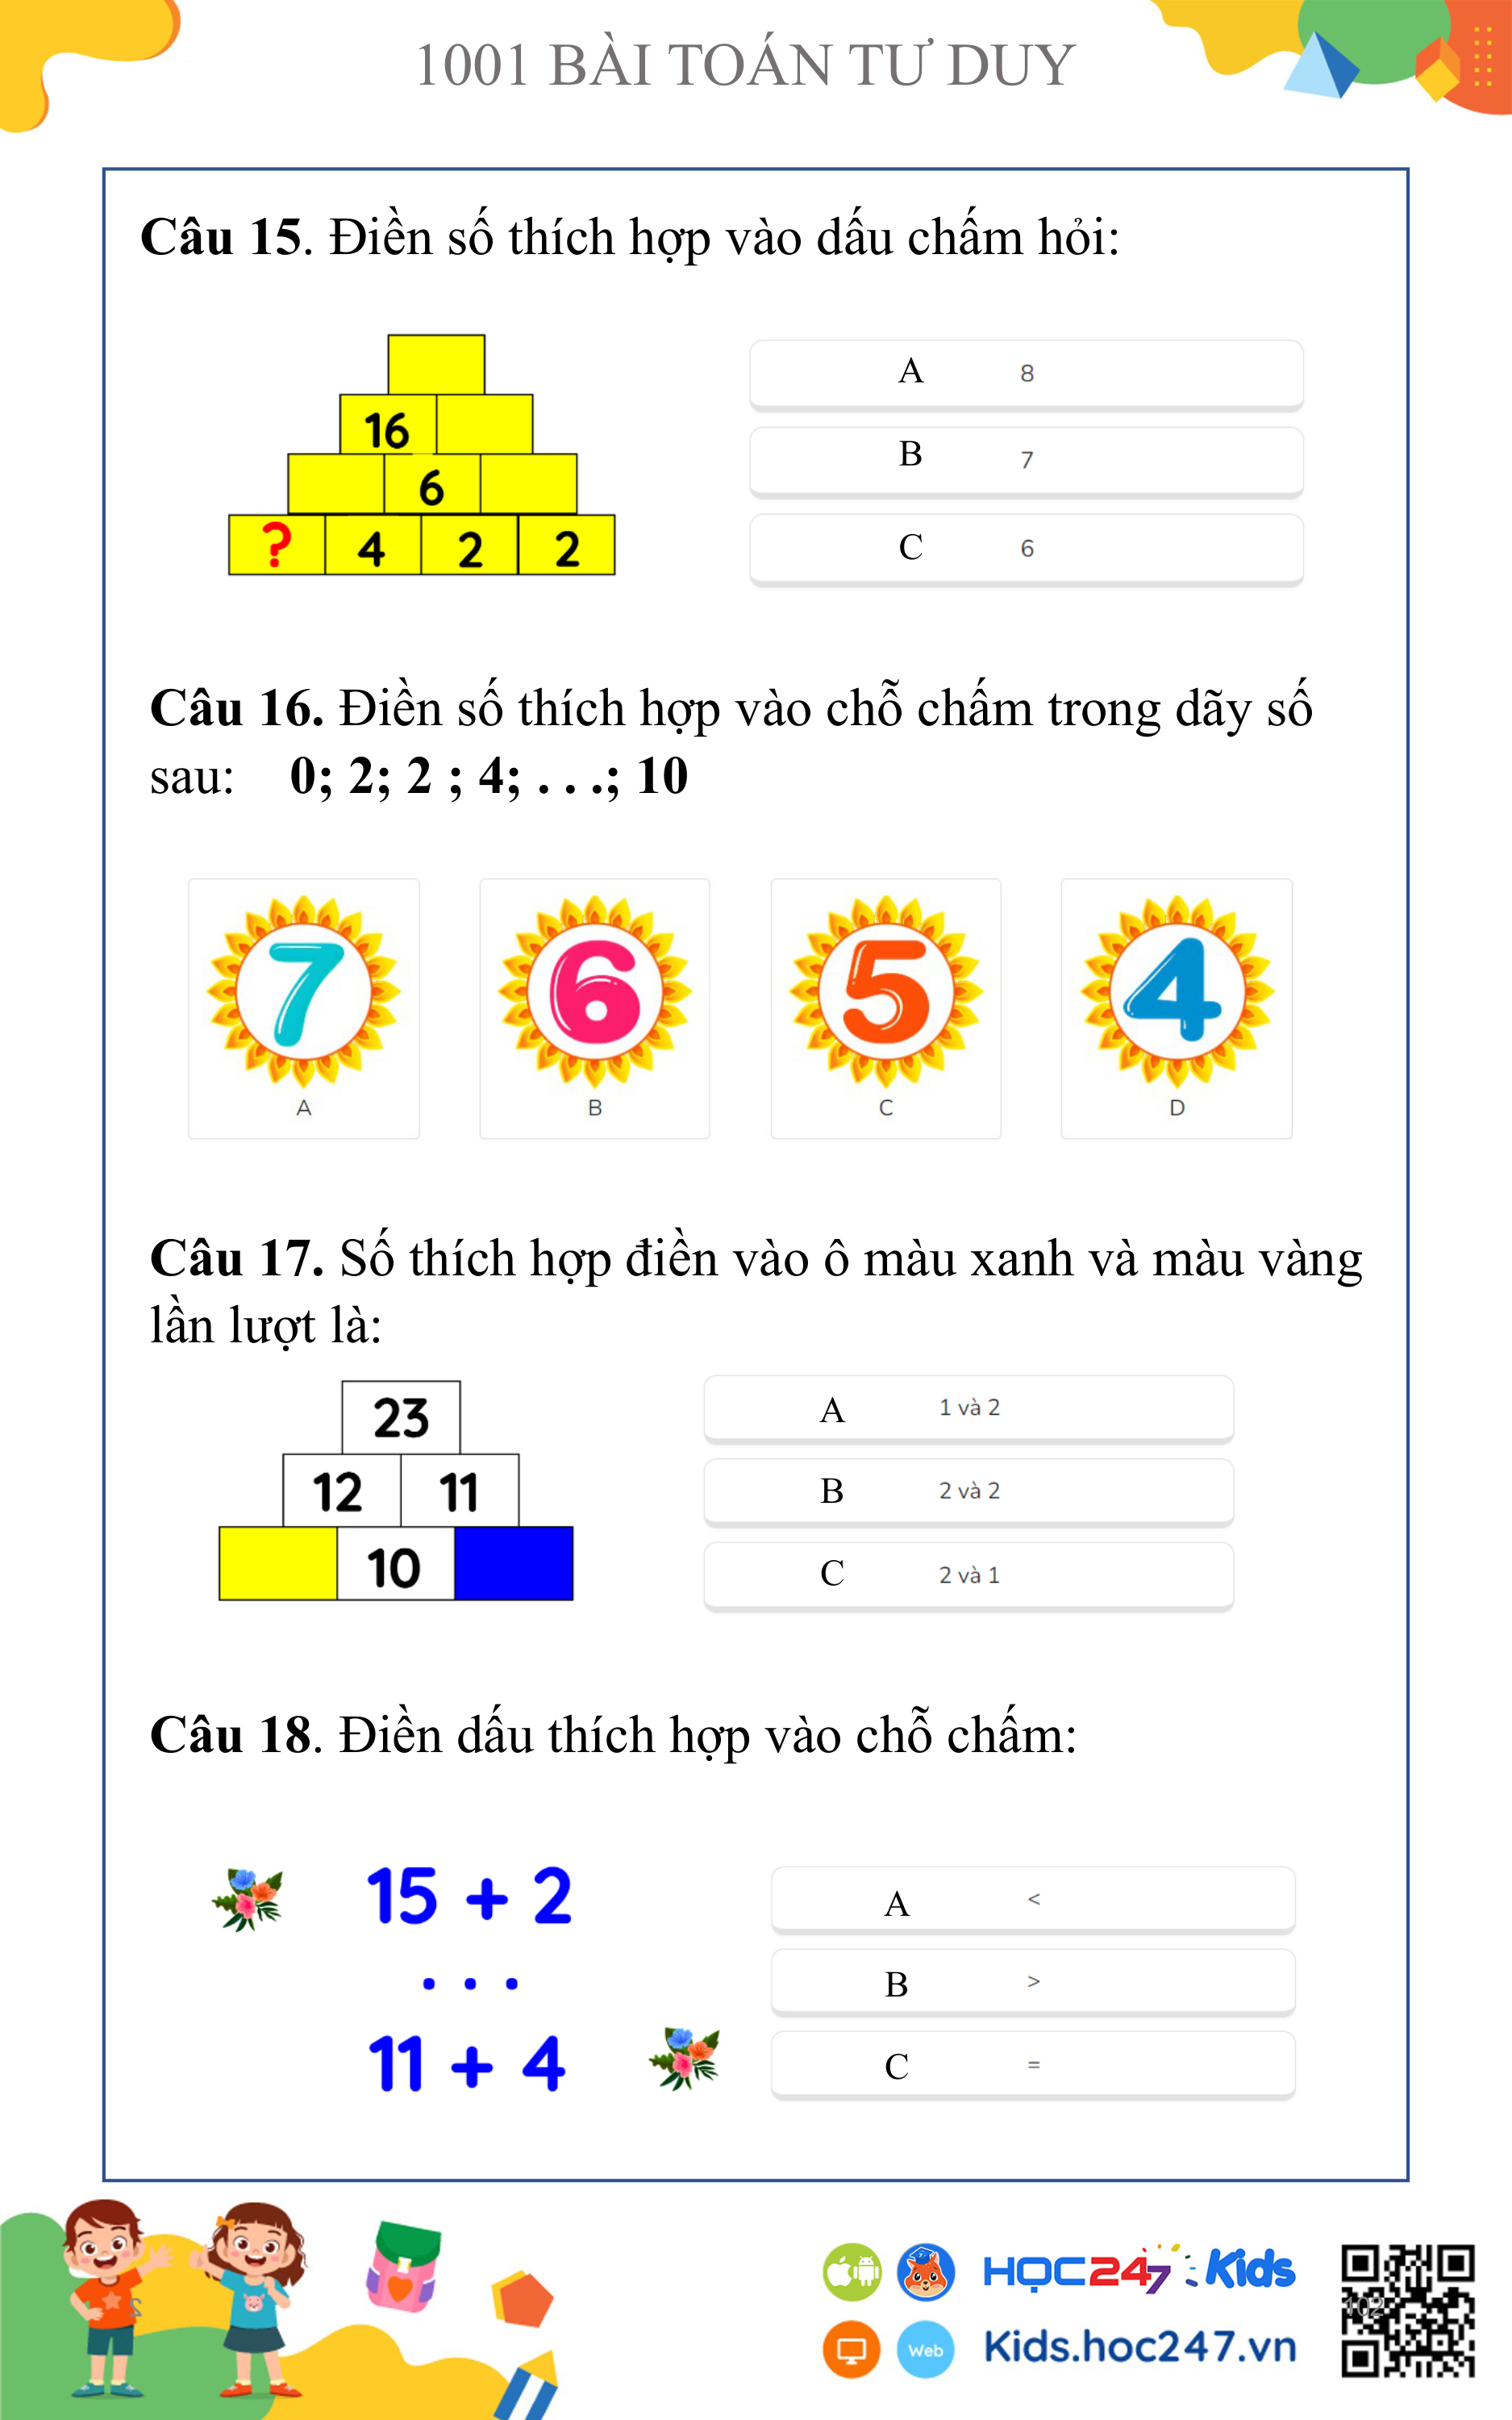 1001 BÀI TOÁN TƯ DUY
Câu 15. Điền số thích hợp vào dấu chấm hỏi:
16
6
? 4 2 2
A 8
B 7
C 6
Câu 16. Điền số thích hợp vào chỗ chấm trong dãy số
sau: 0; 2; 2 ; 4; . . .; 10
7 6 5 4
A B C D
Câu 17. Số thích hợp điền vào ô màu xanh và màu vàng
lần lượt là:
23
12 11
10
A 1 và 2
B 2 và 2
C 2 và 1
Câu 18. Điền dấu thích hợp vào chỗ chấm:
15 + 2
. . .
11 + 4
A <
B >
C =
HỌC247 Kids
102
Web
Kids.hoc247.vn
2